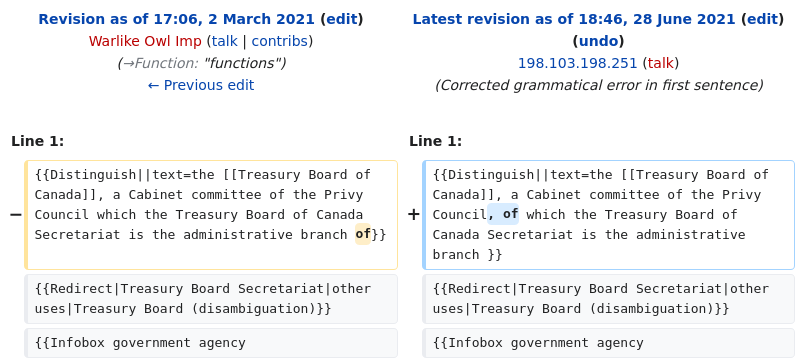 Revision as of 17:06, 2 March 2021 (edit)
Warlike Owl Imp (talk | contribs)
(→Function: "functions")
← Previous edit
Latest revision as of 18:46, 28 June 2021 (edit)
(undo)
198.103.198.251 (talk)
(Corrected grammatical error in first sentence)
Line 1:
Line 1:
− {{Distinguish||text=the [[Treasury Board of
Canada]], a Cabinet committee of the Privy
Council which the Treasury Board of Canada
Secretariat is the administrative branch of}}
+ {{Distinguish||text=the [[Treasury Board of
Canada]], a Cabinet committee of the Privy
Council, of which the Treasury Board of
Canada Secretariat is the administrative
branch }}
{{Redirect|Treasury Board Secretariat|other
uses|Treasury Board (disambiguation)}}
{{Redirect|Treasury Board Secretariat|other
uses|Treasury Board (disambiguation)}}
{{Infobox government agency
{{Infobox government agency